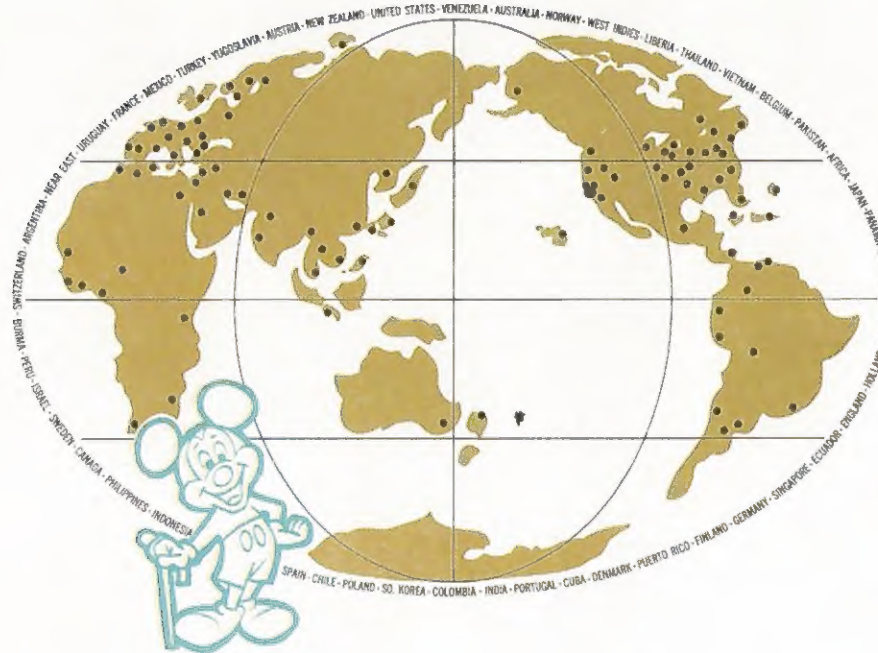 BURMA - SWITZERLAND - ARGENTINA - NEAR EAST - URUGUAY - FRANCE - MEXICO - TURKEY - YUGOSLAVIA - AUSTRIA - NEW ZEALAND - UNITED STATES - VENEZUELA - AUSTRALIA - NORWAY - WEST INDIES - LIBERIA - THAILAND - VIETNAM - BELGIUM - PAKISTAN - AFRICA - JAPAN - PANAMA
PERU - ISRAEL - SWEDEN - CANADA - PHILIPPINES - INDONESIA
SPAIN - CHILE - POLAND - SO. KOREA - COLOMBIA - INDIA - PORTUGAL - CUBA - DENMARK - PUERTO RICO - FINLAND - GERMANY - SINGAPORE - ECUADOR - ENGLAND - HOLLAND